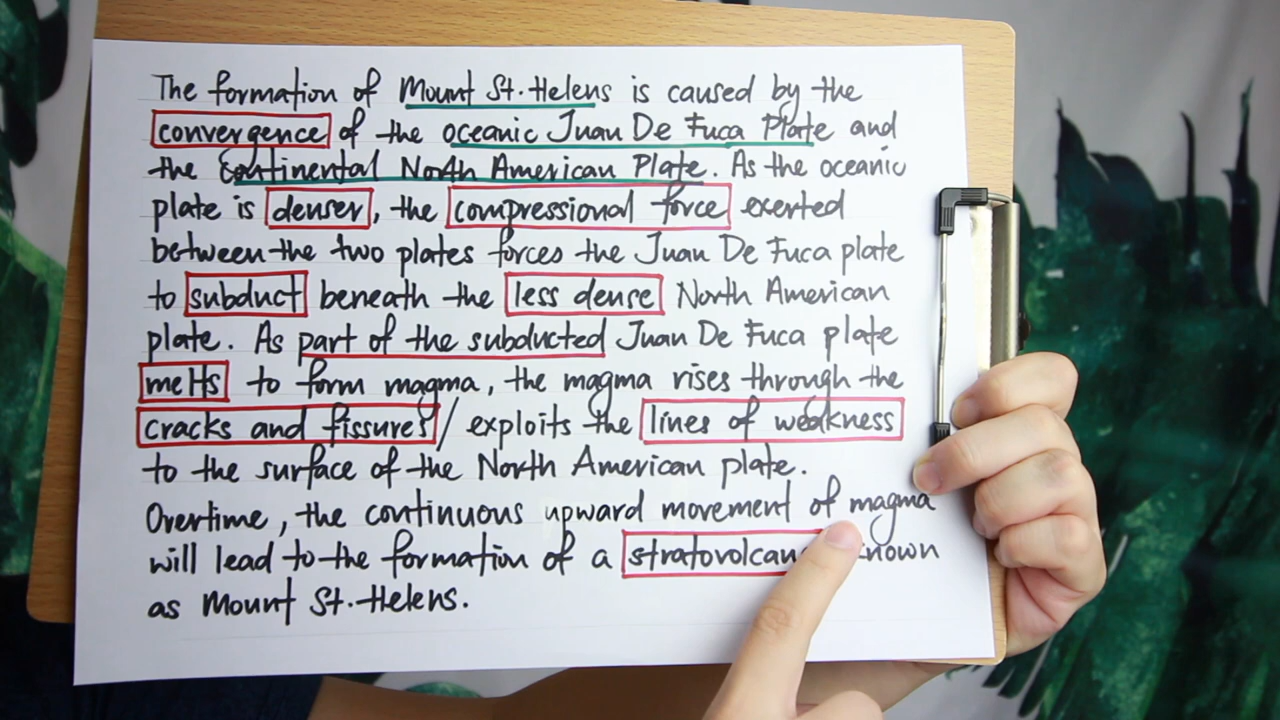 The formation of Mount St. Helens is caused by the
convergence of the oceanic Juan De Fuca Plate and
the continental North American Plate. As the oceanic
plate is denser, the compressional force exerted
between the two plates forces the Juan De Fuca plate
to subduct beneath the less dense North American
plate. As part of the subducted Juan De Fuca plate
melts to form magma, the magma rises through the
cracks and fissures / exploits the lines of weakness
to the surface of the North American plate.
Overtime, the continuous upward movement of magma
will lead to the formation of a stratovolcano known
as Mount St. Helens.